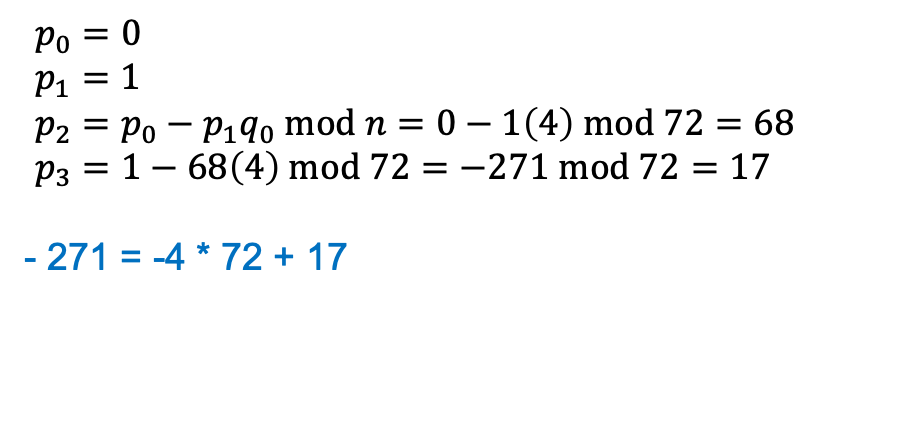 p₀ = 0
p₁ = 1
p₂ = p₀ − p₁q₀ mod n = 0 − 1(4) mod 72 = 68
p₃ = 1 − 68(4) mod 72 = −271 mod 72 = 17
- 271 = -4 * 72 + 17